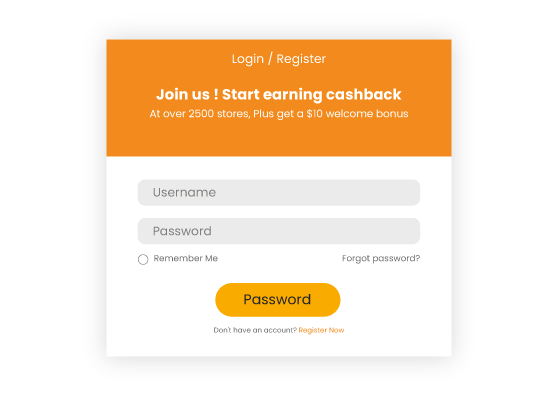 Login / Register
Join us ! Start earning cashback
At over 2500 stores, Plus get a $10 welcome bonus
Username
Password
Remember Me Forgot password?
Password
Don't have an account? Register Now